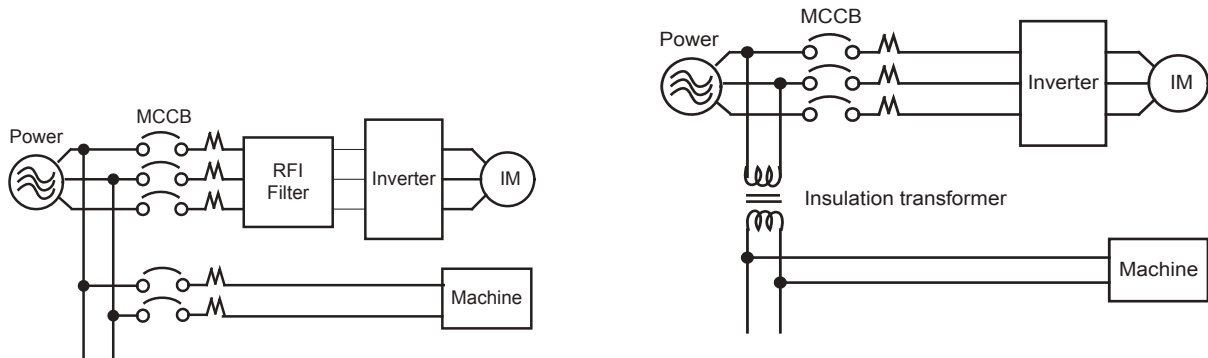 Power
MCCB
RFI
Filter
Inverter
IM
Machine
Power
MCCB
Inverter
IM
Insulation transformer
Machine